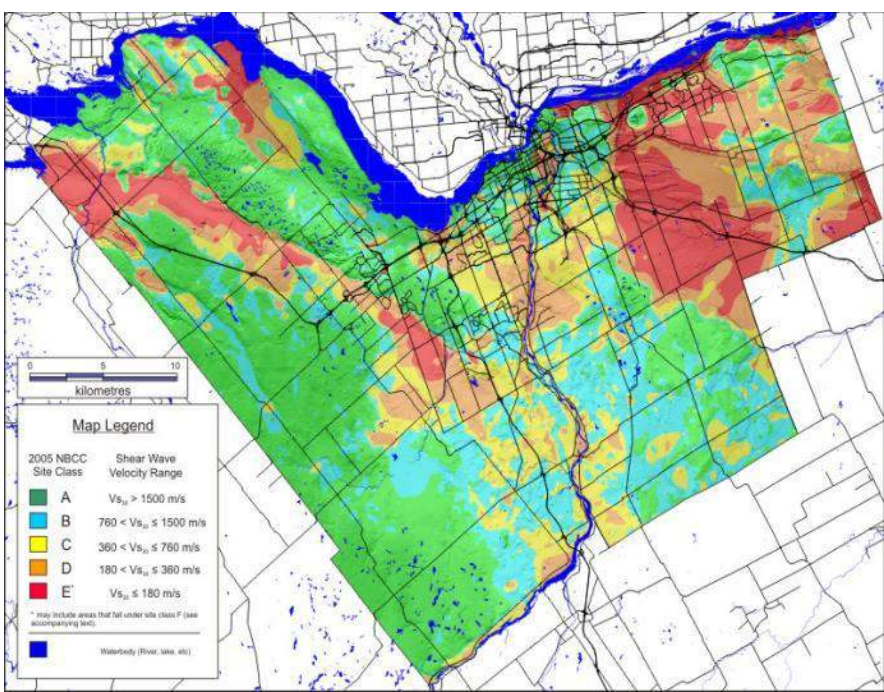 0 5 10
kilometres
Map Legend
2005 NBCC Shear Wave
Site Class Velocity Range
A Vs₃₀ > 1500 m/s
B 760 < Vs₃₀ ≤ 1500 m/s
C 360 < Vs₃₀ ≤ 760 m/s
D 180 < Vs₃₀ ≤ 360 m/s
E* Vs₃₀ ≤ 180 m/s
* may include areas that fall under site class F (see
accompanying text).
Waterbody (River, lake, etc)